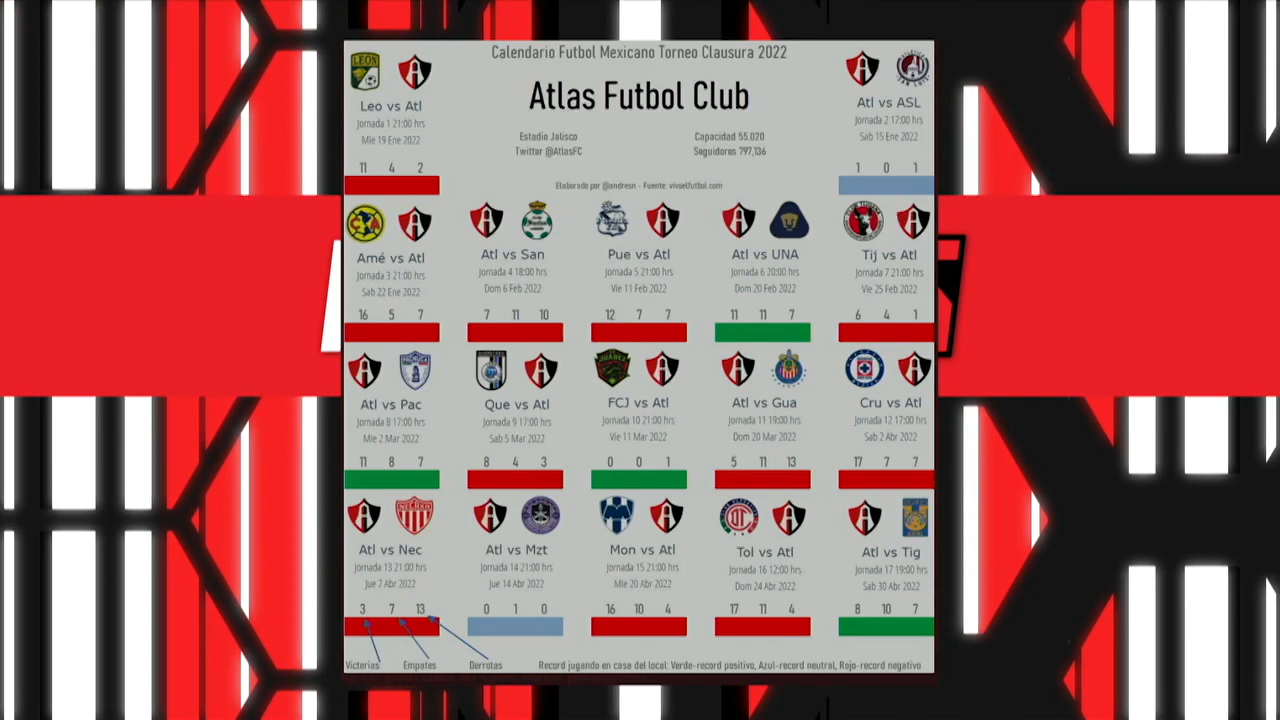 Calendario Futbol Mexicano Torneo Clausura 2022
Atlas Futbol Club
Estadio Jalisco
Capacidad 55.020
Twitter @AtlasFC
Seguidores 797,136
Elaborado por @andresn - Fuente: vivoelfutbol.com
LEON
Leo vs Atl
Jornada 1 21:00 hrs
Mie 19 Ene 2022
11 4 2
Atl vs ASL
Jornada 2 17:00 hrs
Sab 15 Ene 2022
1 0 1
Amé vs Atl
Jornada 3 21:00 hrs
Sab 22 Ene 2022
16 5 7
Atl vs San
Jornada 4 18:00 hrs
Dom 6 Feb 2022
7 11 10
Pue vs Atl
Jornada 5 21:00 hrs
Vie 11 Feb 2022
12 7 7
Atl vs UNA
Jornada 6 20:00 hrs
Dom 20 Feb 2022
11 11 7
Tij vs Atl
Jornada 7 21:00 hrs
Vie 25 Feb 2022
6 4 1
Atl vs Pac
Jornada 8 17:00 hrs
Mie 2 Mar 2022
11 8 7
Que vs Atl
Jornada 9 17:00 hrs
Sab 5 Mar 2022
8 4 3
FCJ vs Atl
Jornada 10 21:00 hrs
Vie 11 Mar 2022
0 0 1
Atl vs Gua
Jornada 11 19:00 hrs
Dom 20 Mar 2022
5 11 13
Cru vs Atl
Jornada 12 17:00 hrs
Sab 2 Abr 2022
17 7 7
Atl vs Nec
Jornada 13 21:00 hrs
Jue 7 Abr 2022
3 7 13
Atl vs Mzt
Jornada 14 21:00 hrs
Jue 14 Abr 2022
0 1 0
Mon vs Atl
Jornada 15 21:00 hrs
Mie 20 Abr 2022
16 10 4
Tol vs Atl
Jornada 16 12:00 hrs
Dom 24 Abr 2022
17 11 4
Atl vs Tig
Jornada 17 19:00 hrs
Sab 30 Abr 2022
8 10 7
Victorias
Empates
Derrotas
Record jugando en casa del local: Verde-record positivo, Azul-record neutral, Rojo-record negativo